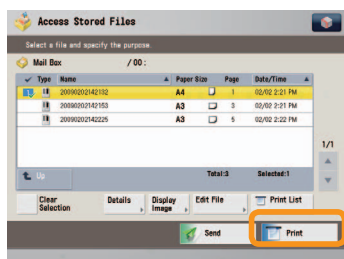 Access Stored Files
Select a file and specify the purpose.
Mail Box / 00 :
Type Name Paper Size Page Date/Time
1 20090202142132 A4 1 02/02 2:21 PM
20090202142153 A3 3 02/02 2:21 PM
20090202142225 A3 5 02/02 2:22 PM
1/1
Up Total:3 Selected:1
Clear Selection Details Display Image Edit File Print List
Send Print